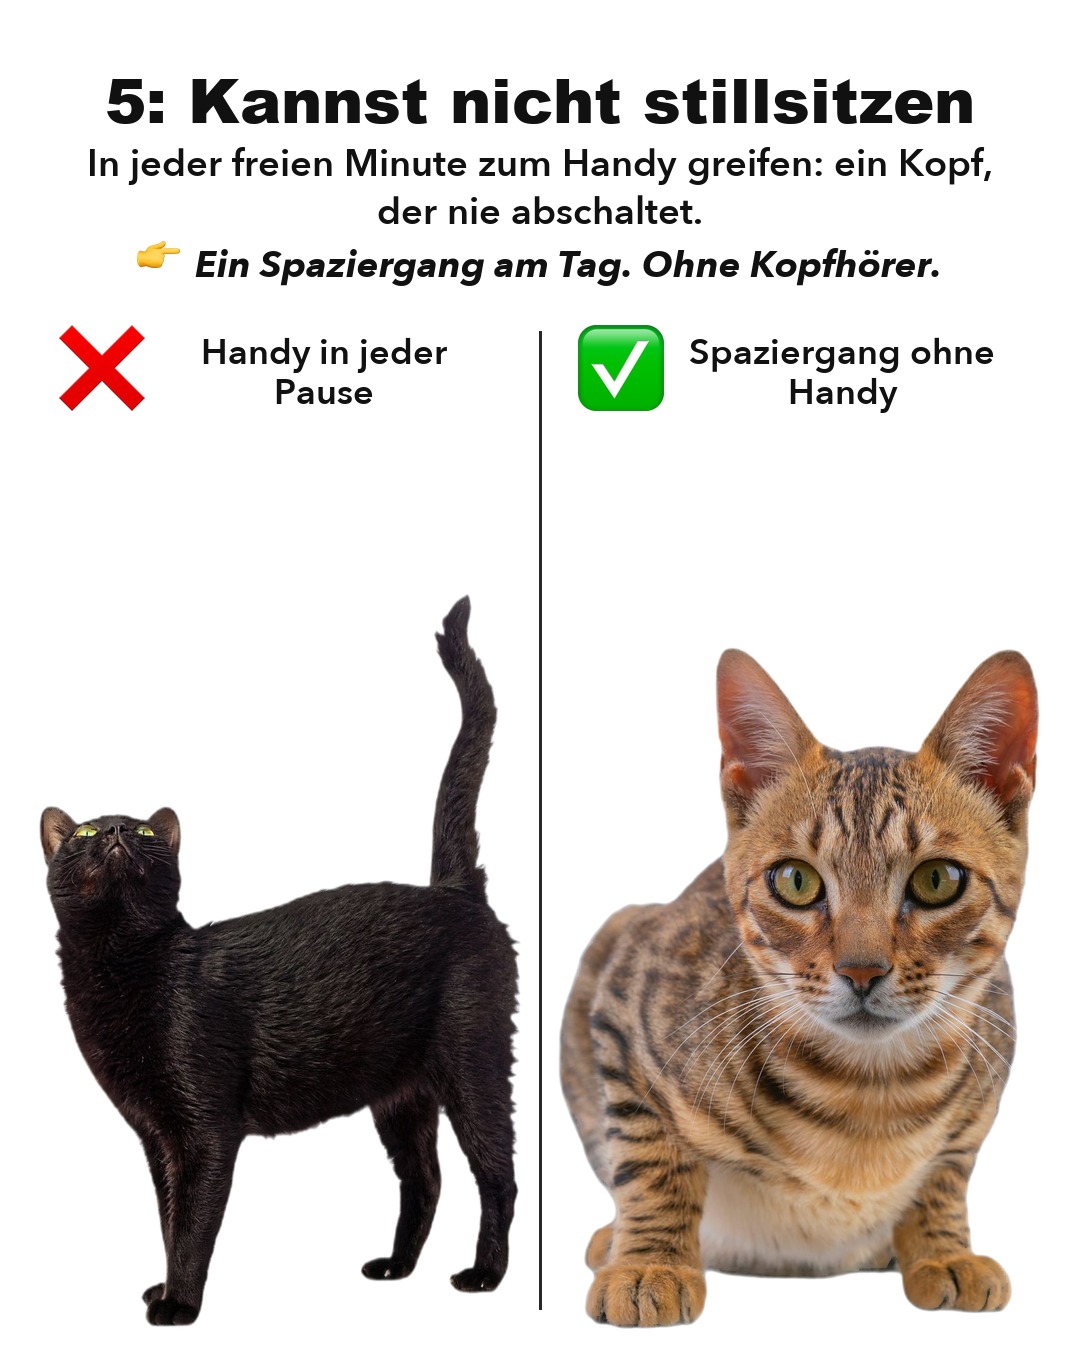 5: Kannst nicht stillsitzen
In jeder freien Minute zum Handy greifen: ein Kopf,
der nie abschaltet.
👉 Ein Spaziergang am Tag. Ohne Kopfhörer.
❌ Handy in jeder
Pause
✅ Spaziergang ohne
Handy